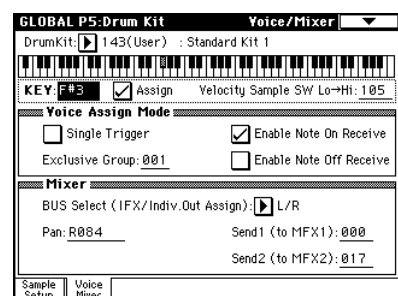 GLOBAL P5:Drum Kit Voice/Mixer
DrumKit: 143(User) : Standard Kit 1
KEY: F#3 Assign Velocity Sample SW Lo→Hi: 105
Voice Assign Mode
Single Trigger Enable Note On Receive
Exclusive Group: 001 Enable Note Off Receive
Mixer
BUS Select (IFX/Indiv.Out Assign): L/R
Pan: R084 Send1 (to MFX1): 000
Send2 (to MFX2): 017
Sample Setup Voice Mixer